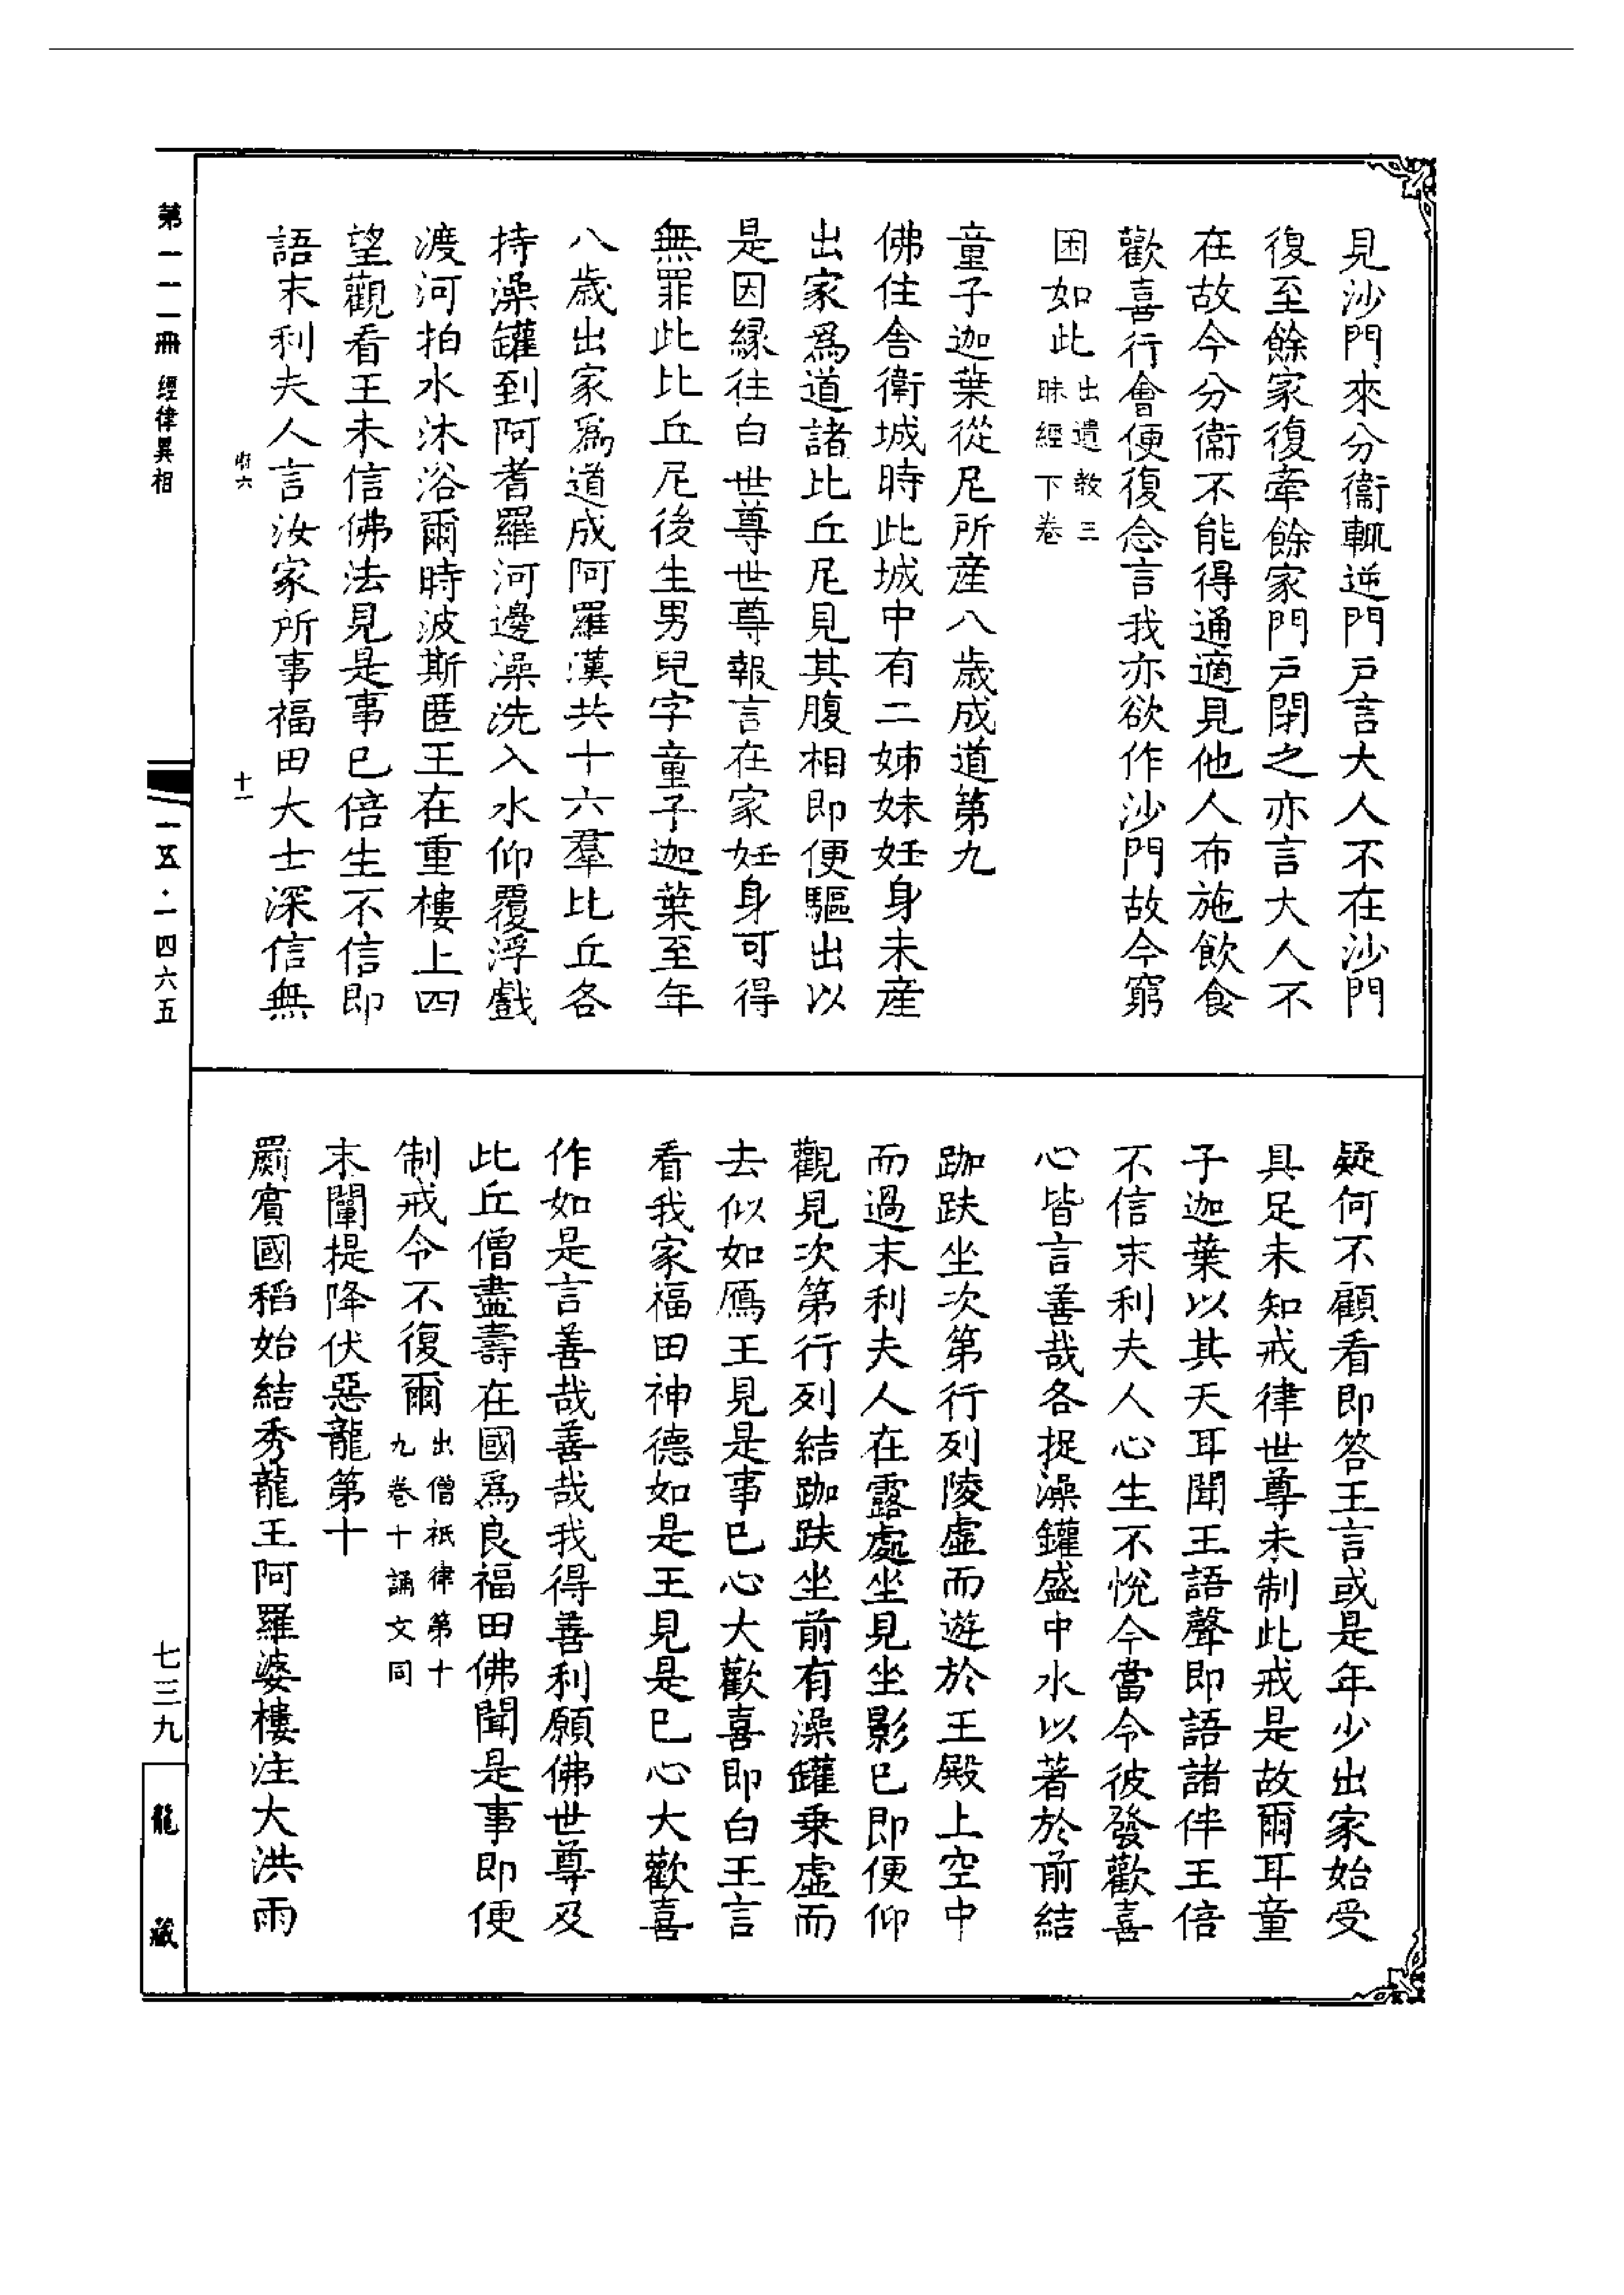 見沙門來分衞輒逆門戸言大人不在沙門
復至餘家復牽餘家門戸閉之亦言大人不
在故今分衞不能得通適見他人布施飲食
歡喜行會便復念言我亦欲作沙門故今窮
困如此出遺教三昧經下卷
童子迦葉從尼所産八歳成道第九
佛住舎衞城時此城中有二姊妹妊身未産
出家爲道諸比丘尼見其腹相即便驅出以
是因縁往白世尊世尊報言在家妊身可得
無罪此比丘尼後生男兒字童子迦葉至年
八歳出家爲道成阿羅漢共十六羣比丘各
持澡罐到阿耆羅河邊澡洗入水仰覆浮戲
渡河拍水沐浴爾時波斯匿王在重樓上四
望觀看王未信佛法見是事已倍生不信即
語末利夫人言汝家所事福田大士深信無
疑何不顧看即答王言或是年少出家始受
具足未知戒律世尊未制此戒是故爾耳童
子迦葉以其天耳聞王語聲即語諸伴王倍
不信末利夫人心生不悅今當令彼發歡喜
心皆言善哉各捉澡鑵盛中水以著於前結
跏趺坐次第行列陵虛而遊於王殿上空中
而過末利夫人在露處坐見坐影已即便仰
觀見次第行列結跏趺坐前有澡罐乗虛而
去似如鴈王見是事已心大歡喜即白王言
看我家福田神德如是王見是已心大歡喜
作如是言善哉善哉我得善利願佛世尊及
此丘僧盡壽在國爲良福田佛聞是事即便
制戒令不復爾出僧祇律第十九卷十誦文同
末闡提降伏惡龍第十
罽賓國稻始結秀龍王阿羅婆樓注大洪雨
第一一一冊 經律異相
十一
一五五·一四六五
七三九
龍藏